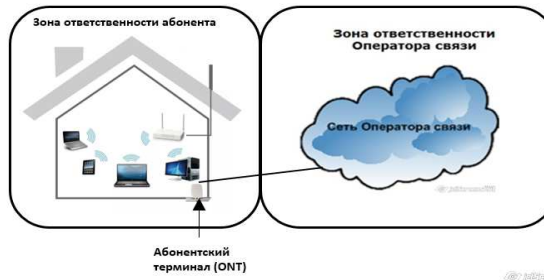 Зона ответственности абонента
Зона ответственности
Оператора связи
Сеть Оператора связи
Абонентский
терминал (ONT)